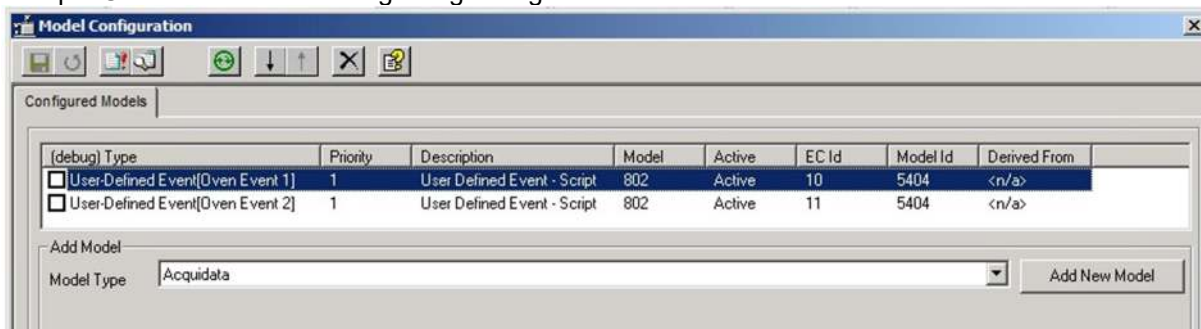 Model Configuration
Configured Models
(debug) Type Priority Description Model Active EC Id Model Id Derived From
User-Defined Event[Oven Event 1] 1 User Defined Event - Script 802 Active 10 5404 <n/a>
User-Defined Event[Oven Event 2] 1 User Defined Event - Script 802 Active 11 5404 <n/a>
Add Model
Model Type Acquidata Add New Model